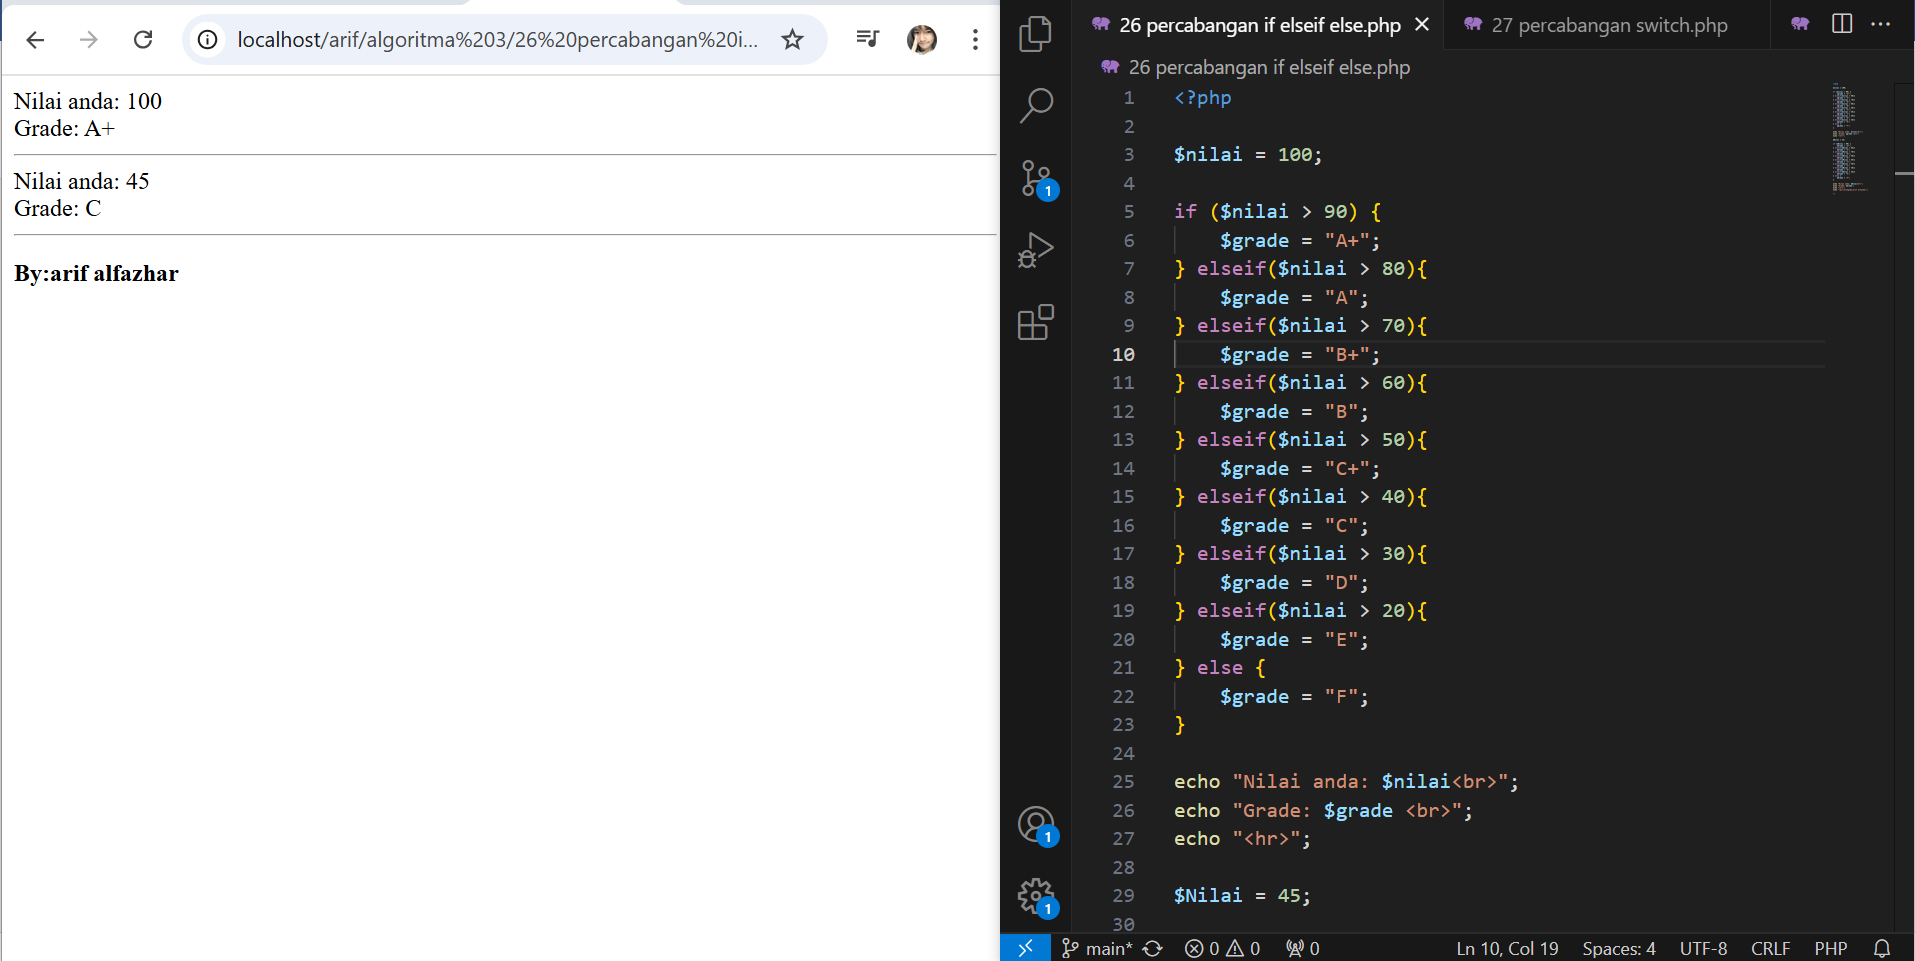 localhost/arif/algoritma%203/26%20percabangan%20i...
Nilai anda: 100
Grade: A+
Nilai anda: 45
Grade: C
By:arif alfazhar
26 percabangan if elseif else.php
27 percabangan switch.php
26 percabangan if elseif else.php
1 <?php
2
3 $nilai = 100;
4
5 if ($nilai > 90) {
6 $grade = "A+";
7 } elseif($nilai > 80){
8 $grade = "A";
9 } elseif($nilai > 70){
10 $grade = "B+";
11 } elseif($nilai > 60){
12 $grade = "B";
13 } elseif($nilai > 50){
14 $grade = "C+";
15 } elseif($nilai > 40){
16 $grade = "C";
17 } elseif($nilai > 30){
18 $grade = "D";
19 } elseif($nilai > 20){
20 $grade = "E";
21 } else {
22 $grade = "F";
23 }
24
25 echo "Nilai anda: $nilai<br>";
26 echo "Grade: $grade <br>";
27 echo "<hr>";
28
29 $Nilai = 45;
30
1
1
1
main* 0 0 0 Ln 10, Col 19 Spaces: 4 UTF-8 CRLF PHP